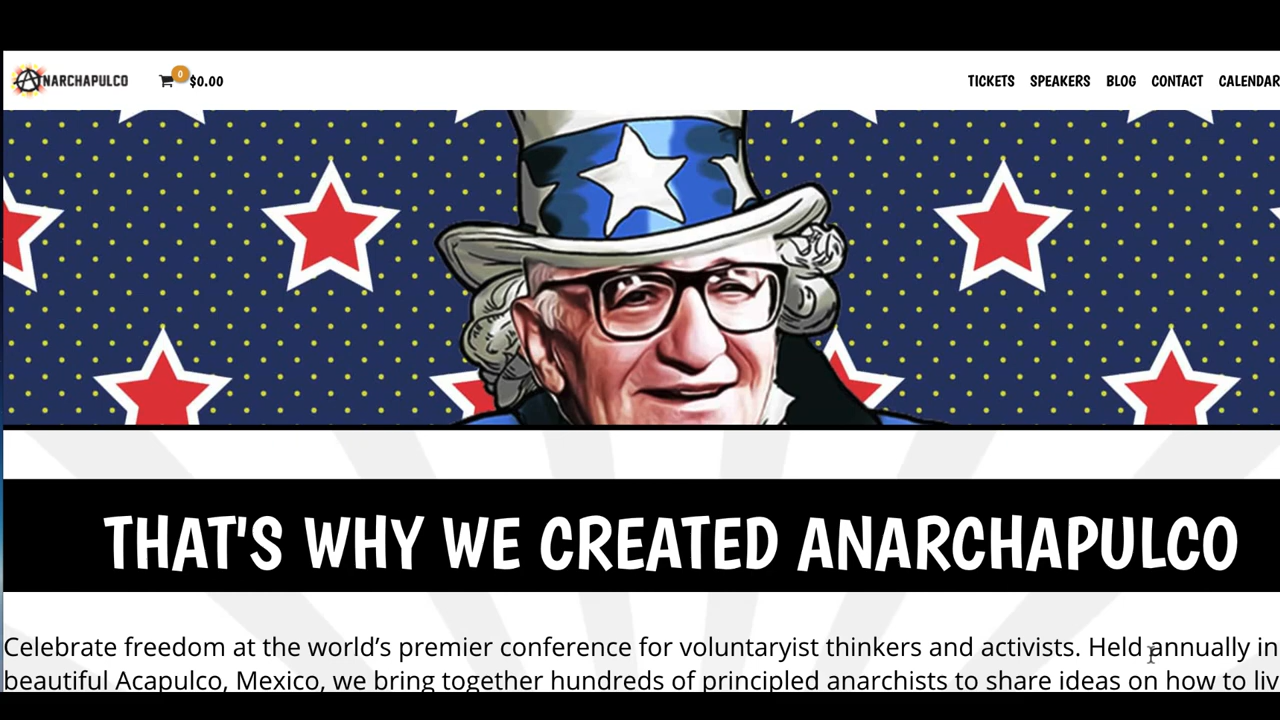 ANARCHAPULCO
0
$0.00
TICKETS SPEAKERS BLOG CONTACT CALENDAR
THAT'S WHY WE CREATED ANARCHAPULCO
Celebrate freedom at the world’s premier conference for voluntaryist thinkers and activists. Held annually in
beautiful Acapulco, Mexico, we bring together hundreds of principled anarchists to share ideas on how to liv